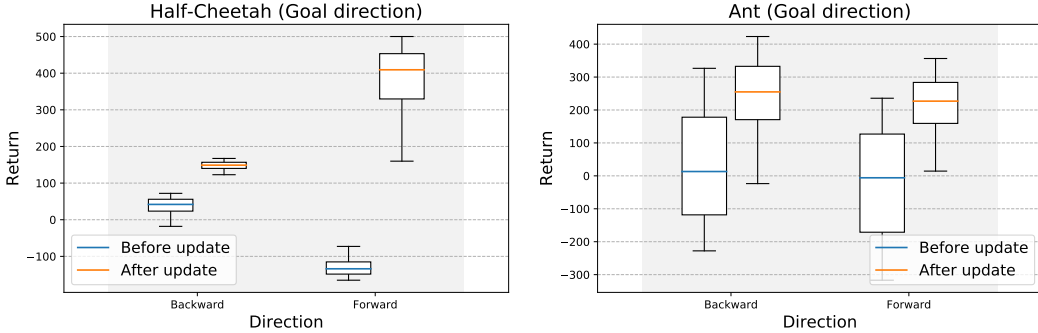 Half-Cheetah (Goal direction)
500
400
300
200
100
0
−100
Return
Before update
After update
Backward
Forward
Direction
Ant (Goal direction)
400
300
200
100
0
−100
−200
−300
Return
Before update
After update
Backward
Forward
Direction